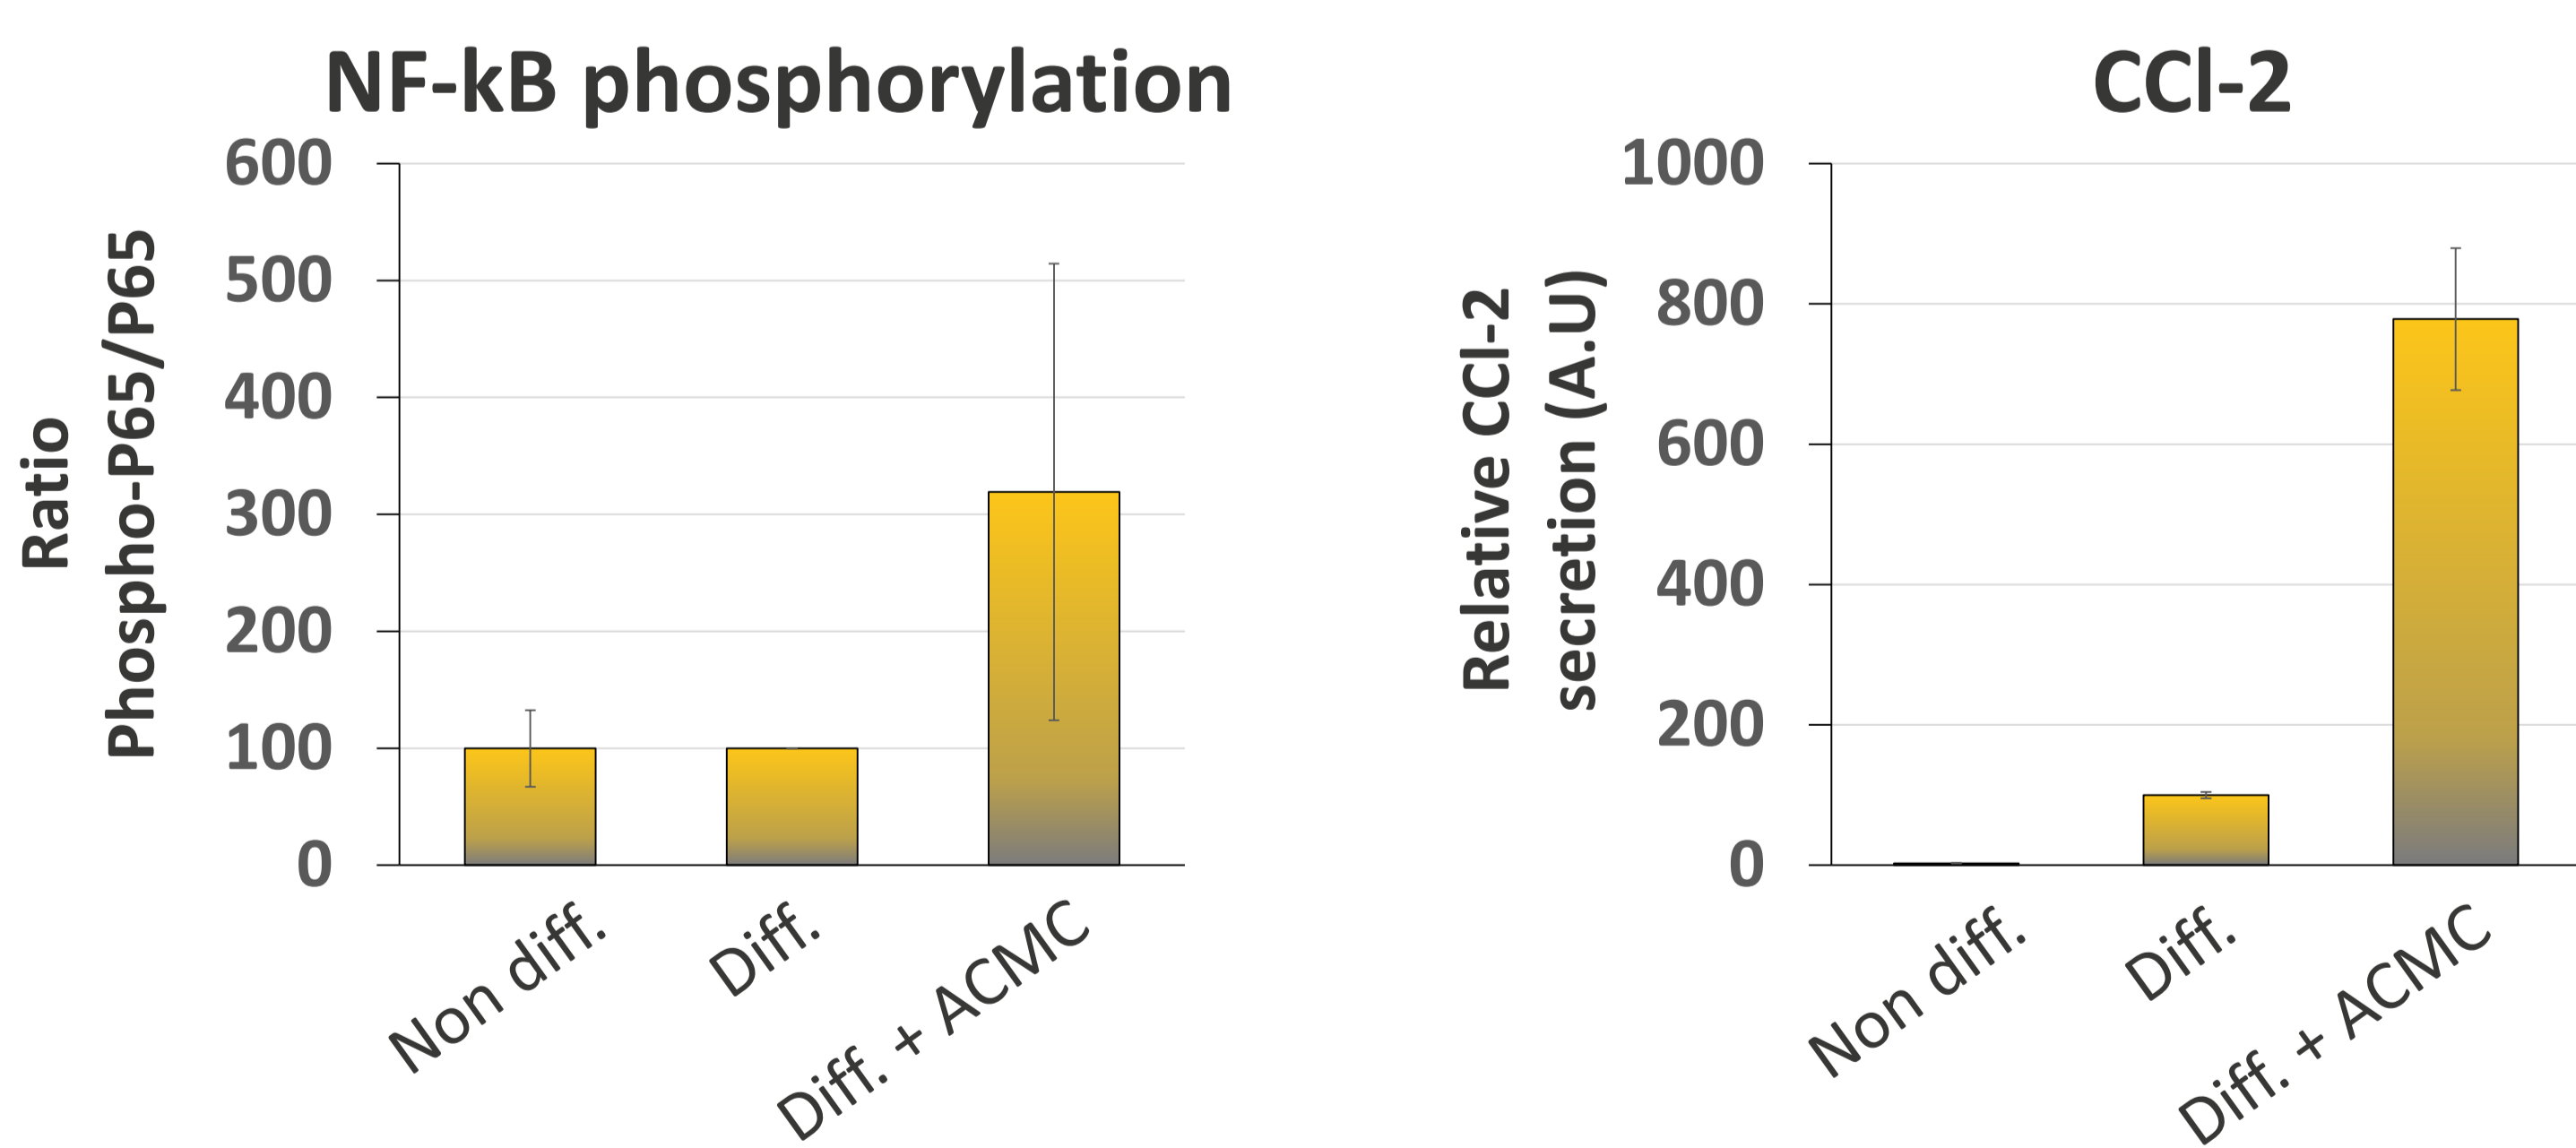 NF-kB phosphorylation
Ratio
Phospho-P65/P65
600
500
400
300
200
100
0
Non diff.
Diff.
Diff. + ACMC
CCl-2
Relative CCl-2
secretion (A.U)
1000
800
600
400
200
0
Non diff.
Diff.
Diff. + ACMC